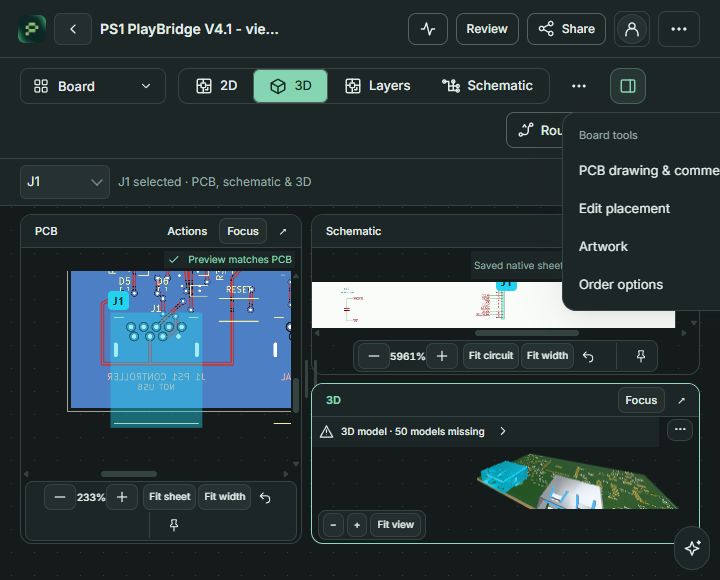 PS1 PlayBridge V4.1 - vie...
Review
Share
Board
2D
3D
Layers
Schematic
Rou
Board tools
PCB drawing & comme
Edit placement
Artwork
Order options
J1
J1 selected · PCB, schematic & 3D
PCB
Actions
Focus
Preview matches PCB
D5
D6
RESET
J1
J1
J1 PS1 CONTROLLER
NOT USB
233%
Fit sheet
Fit width
Schematic
Saved native sheet
J1
5961%
Fit circuit
Fit width
3D
Focus
3D model · 50 models missing
Fit view